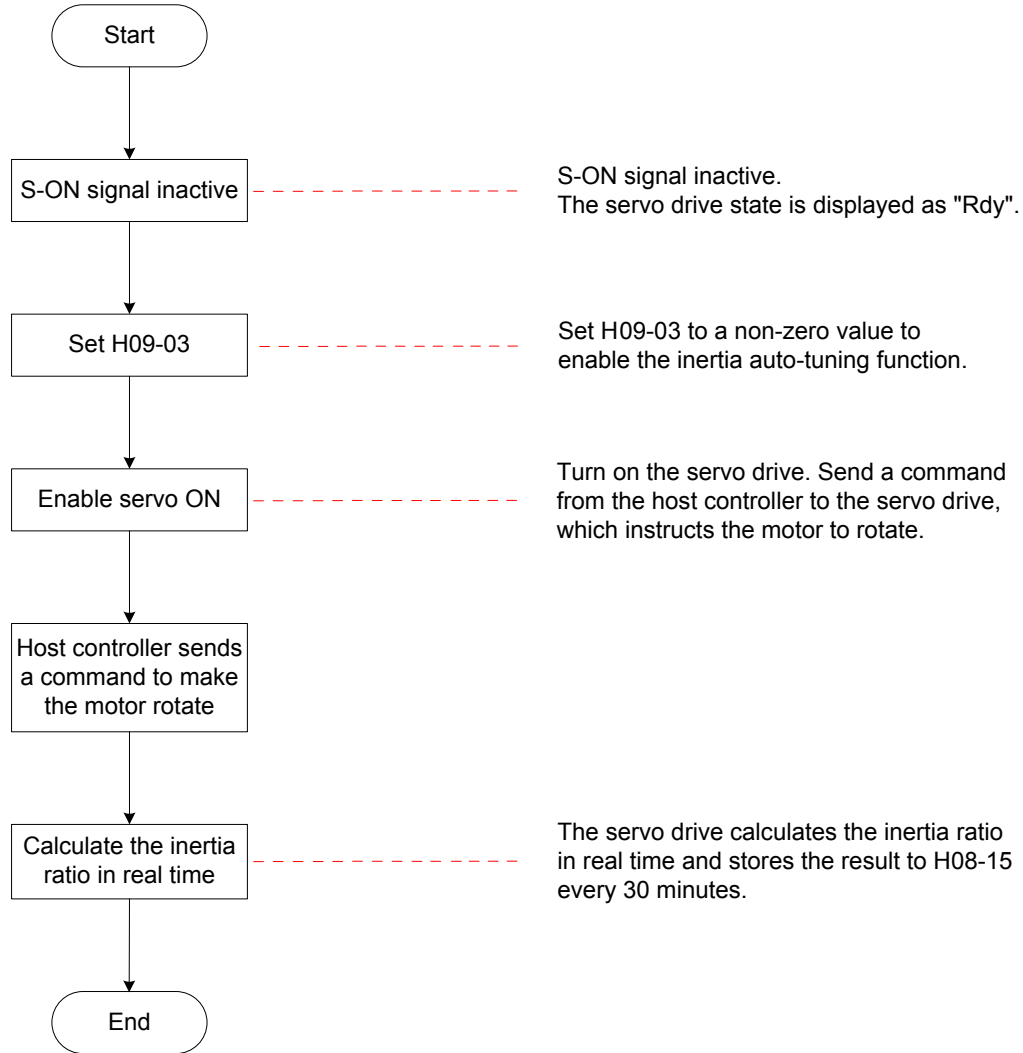 Start
S-ON signal inactive
S-ON signal inactive.
The servo drive state is displayed as "Rdy".
Set H09-03
Set H09-03 to a non-zero value to
enable the inertia auto-tuning function.
Enable servo ON
Turn on the servo drive. Send a command
from the host controller to the servo drive,
which instructs the motor to rotate.
Host controller sends
a command to make
the motor rotate
Calculate the inertia
ratio in real time
The servo drive calculates the inertia ratio
in real time and stores the result to H08-15
every 30 minutes.
End